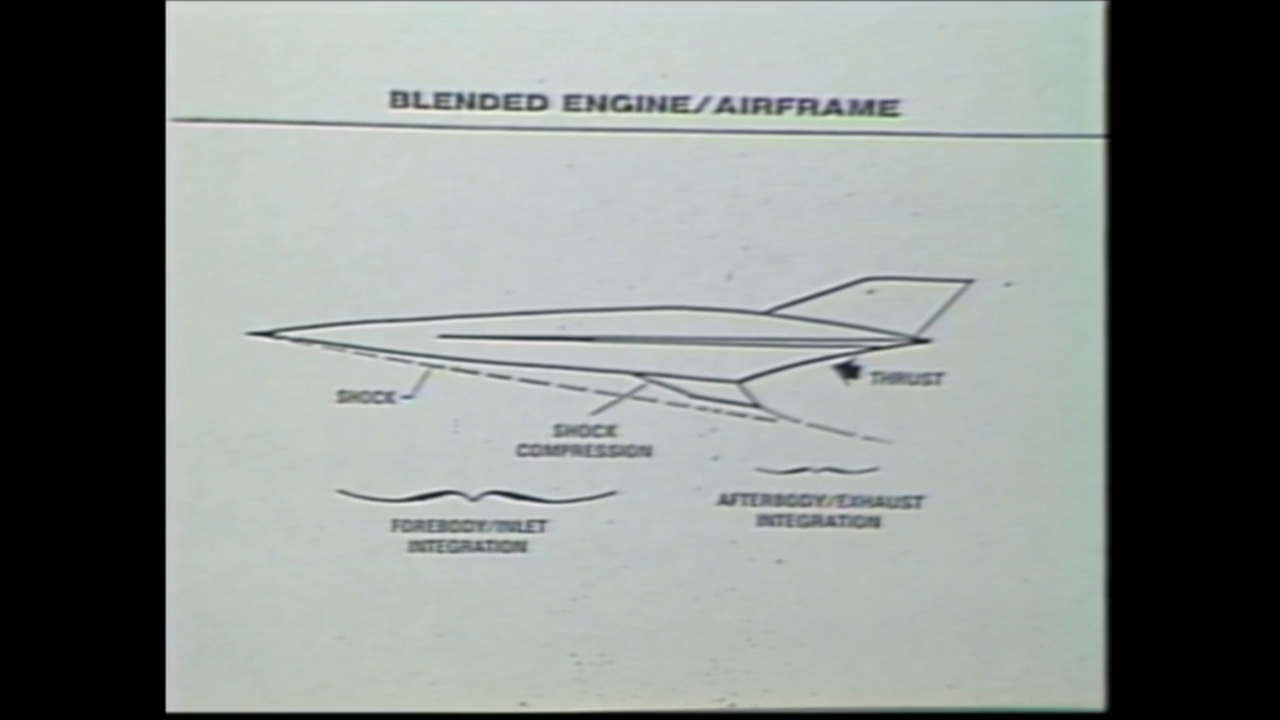 BLENDED ENGINE/AIRFRAME
THRUST
SHOCK
SHOCK
COMPRESSION
AFTERBODY/EXHAUST
INTEGRATION
FOREBODY/INLET
INTEGRATION